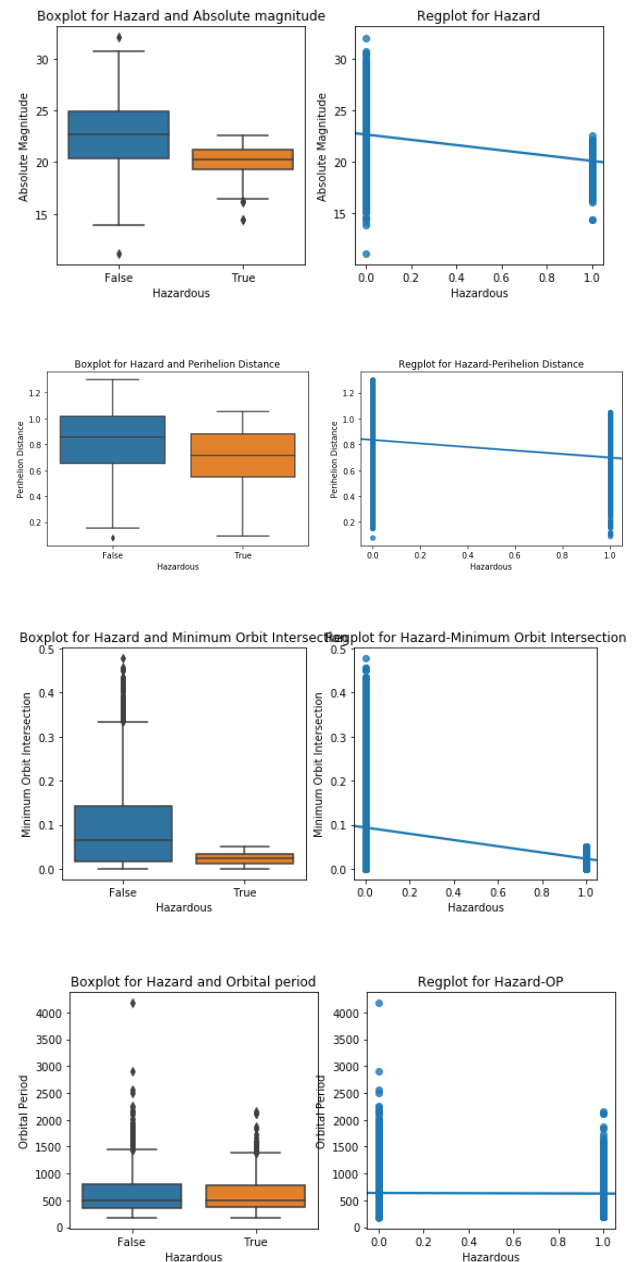 Boxplot for Hazard and Absolute magnitude
Absolute Magnitude
30
25
20
15
False True
Hazardous
Regplot for Hazard
Absolute Magnitude
30
25
20
15
0.0 0.2 0.4 0.6 0.8 1.0
Hazardous
Boxplot for Hazard and Perihelion Distance
Perihelion Distance
1.2
1.0
0.8
0.6
0.4
0.2
False True
Hazardous
Regplot for Hazard-Perihelion Distance
Perihelion Distance
1.2
1.0
0.8
0.6
0.4
0.2
0.0 0.2 0.4 0.6 0.8 1.0
Hazardous
Boxplot for Hazard and Minimum Orbit Intersection
Minimum Orbit Intersection
0.5
0.4
0.3
0.2
0.1
0.0
False True
Hazardous
Regplot for Hazard-Minimum Orbit Intersection
Minimum Orbit Intersection
0.5
0.4
0.3
0.2
0.1
0.0
0.0 0.2 0.4 0.6 0.8 1.0
Hazardous
Boxplot for Hazard and Orbital period
Orbital Period
4000
3500
3000
2500
2000
1500
1000
500
0
False True
Hazardous
Regplot for Hazard-OP
Orbital Period
4000
3500
3000
2500
2000
1500
1000
500
0
0.0 0.2 0.4 0.6 0.8 1.0
Hazardous